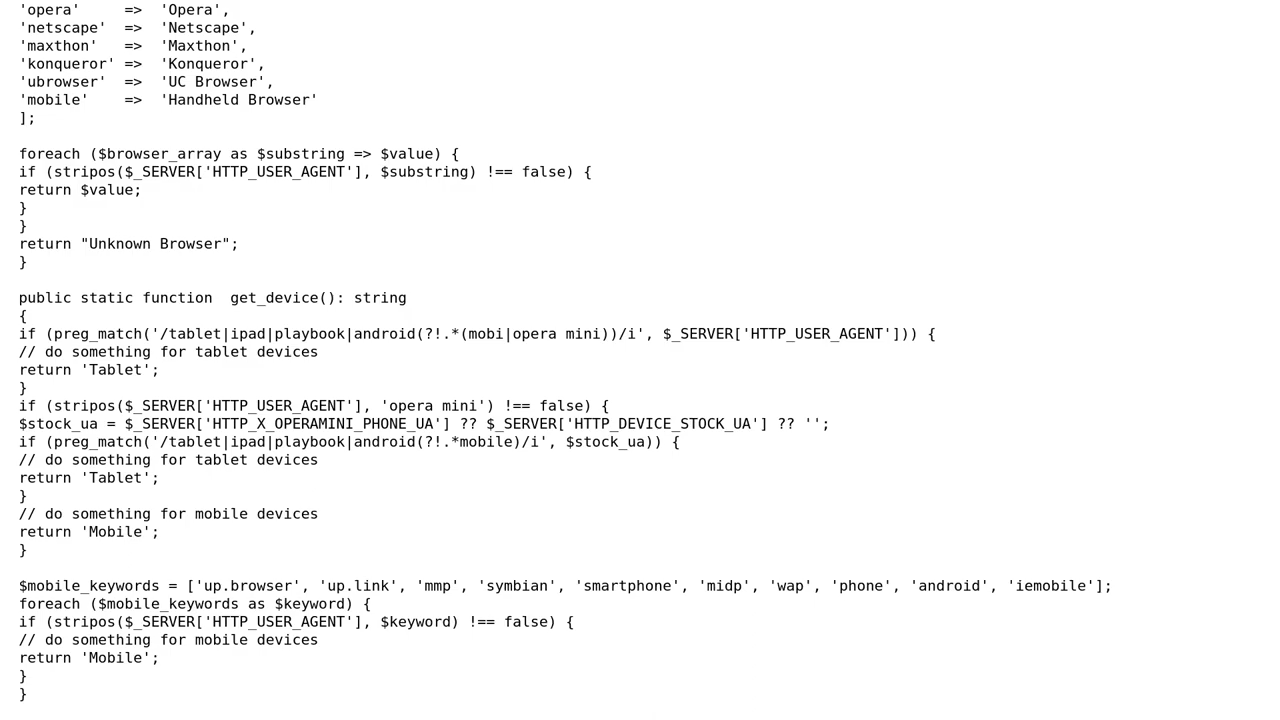 'opera'     =>  'Opera',
'netscape'  =>  'Netscape',
'maxthon'   =>  'Maxthon',
'konqueror' =>  'Konqueror',
'ubrowser'  =>  'UC Browser',
'mobile'    =>  'Handheld Browser'
];

foreach ($browser_array as $substring => $value) {
if (stripos($_SERVER['HTTP_USER_AGENT'], $substring) !== false) {
return $value;
}
}
return "Unknown Browser";
}

public static function  get_device(): string
{
if (preg_match('/tablet|ipad|playbook|android(?!.*(mobi|opera mini))/i', $_SERVER['HTTP_USER_AGENT'])) {
// do something for tablet devices
return 'Tablet';
}
if (stripos($_SERVER['HTTP_USER_AGENT'], 'opera mini') !== false) {
$stock_ua = $_SERVER['HTTP_X_OPERAMINI_PHONE_UA'] ?? $_SERVER['HTTP_DEVICE_STOCK_UA'] ?? '';
if (preg_match('/tablet|ipad|playbook|android(?!.*mobile)/i', $stock_ua)) {
// do something for tablet devices
return 'Tablet';
}
// do something for mobile devices
return 'Mobile';
}

$mobile_keywords = ['up.browser', 'up.link', 'mmp', 'symbian', 'smartphone', 'midp', 'wap', 'phone', 'android', 'iemobile'];
foreach ($mobile_keywords as $keyword) {
if (stripos($_SERVER['HTTP_USER_AGENT'], $keyword) !== false) {
// do something for mobile devices
return 'Mobile';
}
}